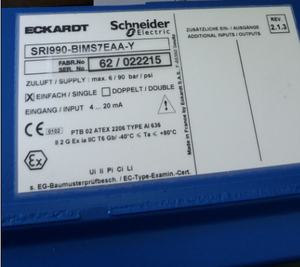 ECKARDT Schneider Electric
SRI990-BIMS7EAA-Y
FABR.No
SER. No 62 / 022215
ZULUFT / SUPPLY : max. 6 / 90 bar / psi
X EINFACH / SINGLE DOPPELT / DOUBLE
EINGANG / INPUT 4 ... 20 mA
CE 0102 PTB 02 ATEX 2206 TYPE AI 636
II 2 G Ex ia IIC T6 Gb/ -40°C ≤ Ta ≤ +80°C
Ex
Ui Ii Pi Ci Li
s. EG-Baumusterprüfbesch. / EC-Type-Examin.-Cert.
Made in France by Eckardt S.A.S.
ZUSÄTZLICHE EIN-/AUSGÄNGE
ADDITIONAL INPUTS / OUTPUTS
REV.
2.1.3